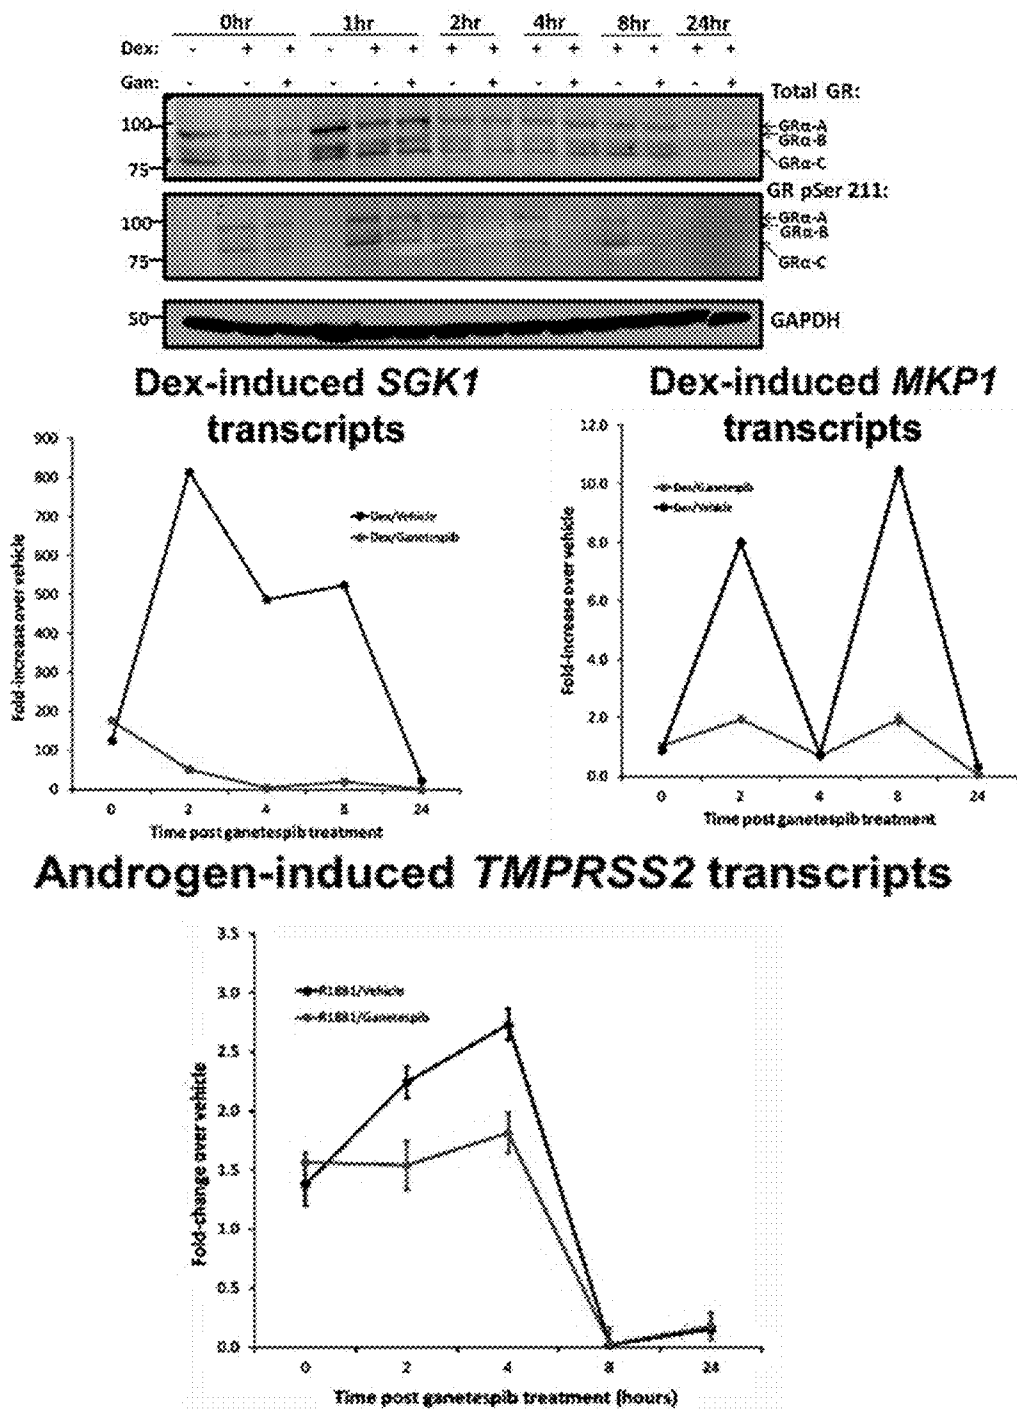 0hr 1hr 2hr 4hr 8hr 24hr
Dex: - + + - + + + + + + + + + +
Gan: - - + - - + - + - + - + - +
Total GR:
100
75
GRα-A
GRα-B
GRα-C
GR pSer 211:
100
75
GRα-A
GRα-B
GRα-C
50
GAPDH
Dex-induced SGK1
transcripts
900
800
700
600
500
400
300
200
100
0
Fold-increase over vehicle
Dex/Vehicle
Dex/Ganetespib
0 2 4 8 24
Time post ganetespib treatment
Dex-induced MKP1
transcripts
12.0
10.0
8.0
6.0
4.0
2.0
0.0
Fold-increase over vehicle
Dex/Ganetespib
Dex/Vehicle
0 2 4 8 24
Time post ganetespib treatment
Androgen-induced TMPRSS2 transcripts
3.5
3.0
2.5
2.0
1.5
1.0
0.5
0.0
Fold-change over vehicle
R1881/Vehicle
R1881/Ganetespib
0 2 4 8 24
Time post ganetespib treatment (hours)